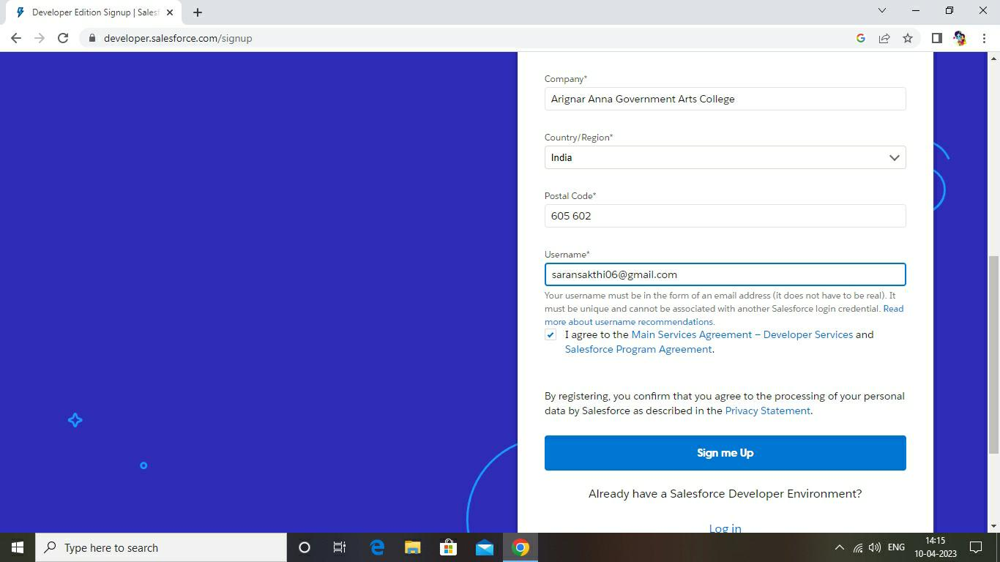 Developer Edition Signup | Salesf
developer.salesforce.com/signup
Company*
Arignar Anna Government Arts College
Country/Region*
India
Postal Code*
605 602
Username*
saransakthi06@gmail.com
Your username must be in the form of an email address (it does not have to be real). It
must be unique and cannot be associated with another Salesforce login credential. Read
more about username recommendations.
I agree to the Main Services Agreement – Developer Services and
Salesforce Program Agreement.
By registering, you confirm that you agree to the processing of your personal
data by Salesforce as described in the Privacy Statement.
Sign me Up
Already have a Salesforce Developer Environment?
Log in
Type here to search
ENG
14:15
10-04-2023